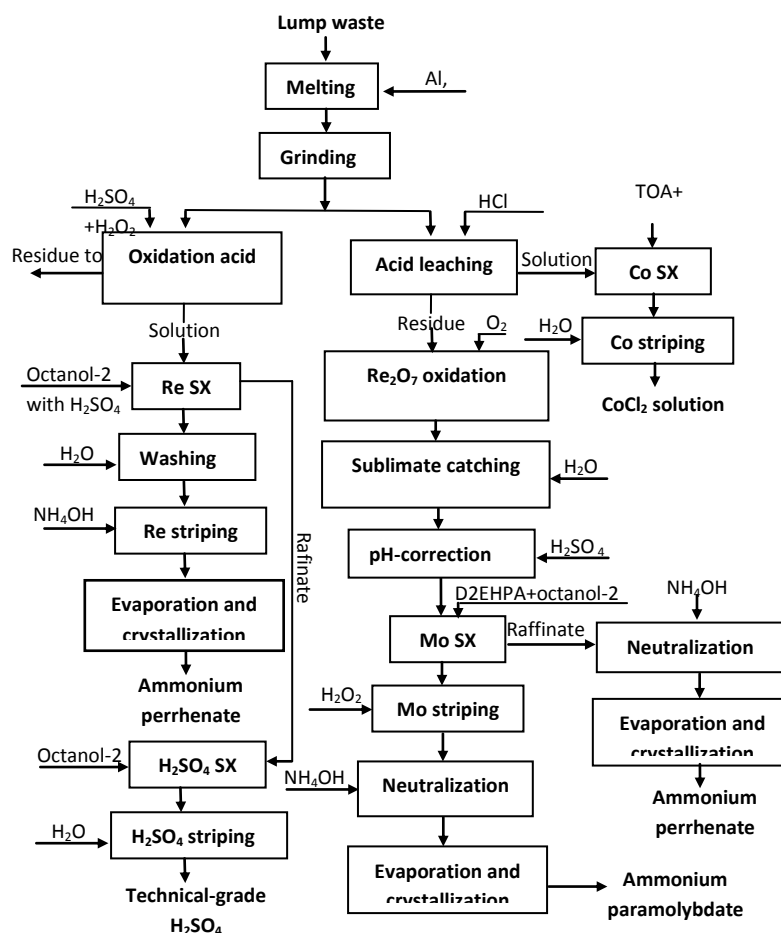 Lump waste
Melting
Al,
Grinding
H₂SO₄
+H₂O₂
HCl
TOA+
Residue to
Oxidation acid
Acid leaching
Solution
Co SX
Solution
Residue
O₂
H₂O
Co striping
Octanol-2
with H₂SO₄
Re SX
Re₂O₇ oxidation
CoCl₂ solution
H₂O
Washing
Sublimate catching
H₂O
NH₄OH
Re striping
Rafinate
pH-correction
H₂SO₄
Evaporation and
crystallization
D2EHPA+octanol-2
NH₄OH
Mo SX
Raffinate
Neutralization
Ammonium
perrhenate
H₂O₂
Mo striping
Evaporation and
crystallization
Octanol-2
H₂SO₄ SX
NH₄OH
Neutralization
Ammonium
perrhenate
H₂O
H₂SO₄ striping
Evaporation and
crystallization
Ammonium
paramolybdate
Technical-grade
H₂SO₄